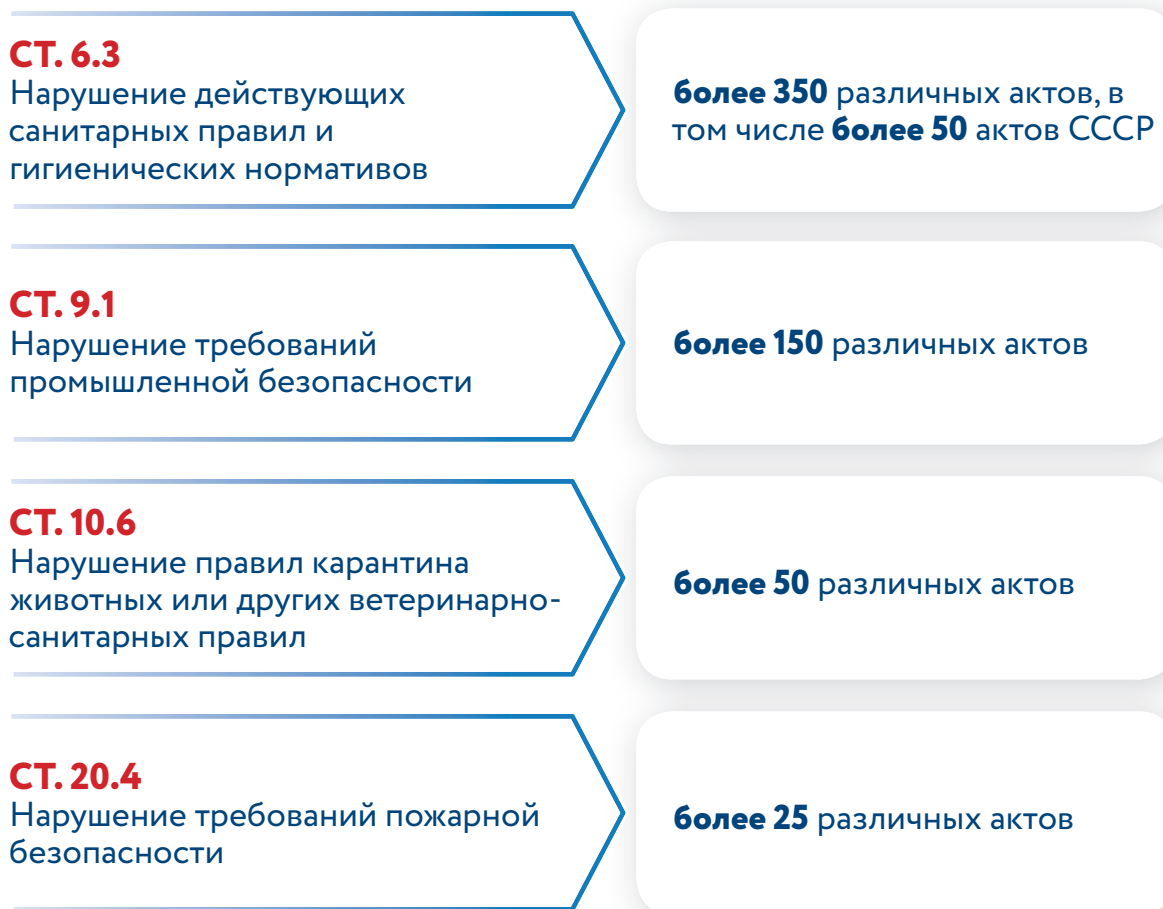 СТ. 6.3
Нарушение действующих
санитарных правил и
гигиенических нормативов
более 350 различных актов, в
том числе более 50 актов СССР
СТ. 9.1
Нарушение требований
промышленной безопасности
более 150 различных актов
СТ. 10.6
Нарушение правил карантина
животных или других ветеринарно-
санитарных правил
более 50 различных актов
СТ. 20.4
Нарушение требований пожарной
безопасности
более 25 различных актов